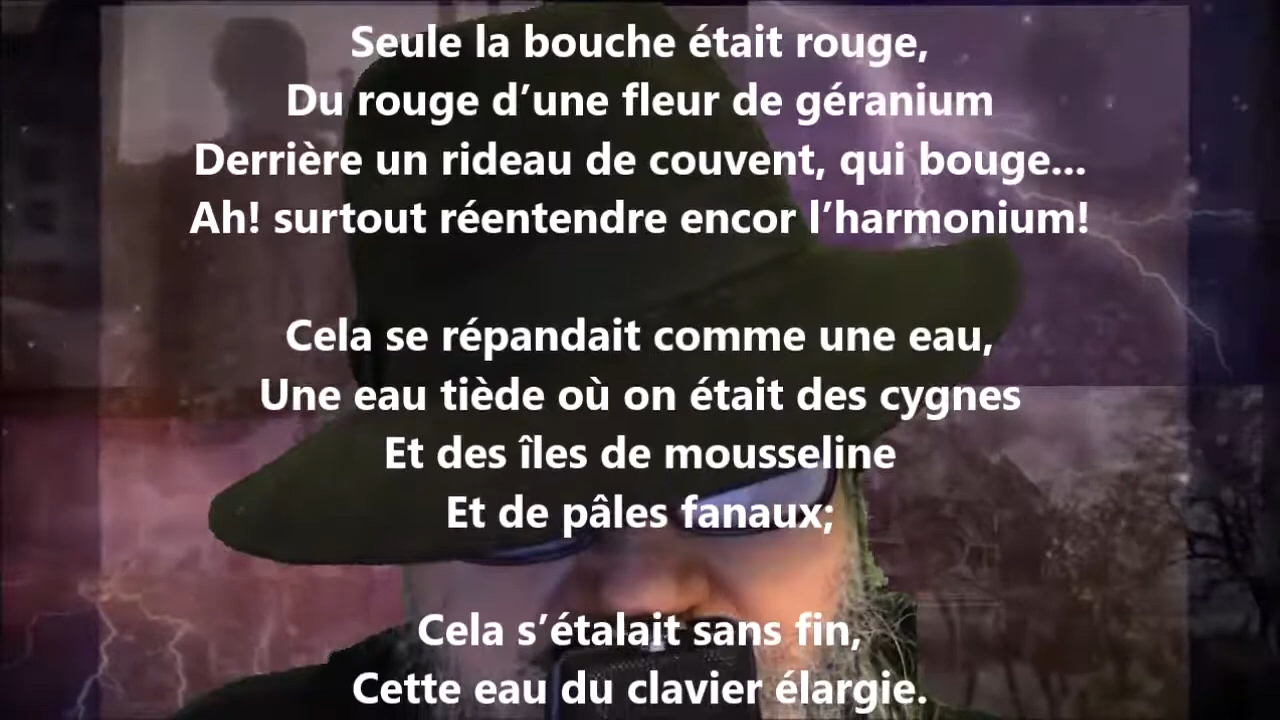 Seule la bouche était rouge,
Du rouge d’une fleur de géranium
Derrière un rideau de couvent, qui bouge...
Ah! surtout réentendre encor l’harmonium!
Cela se répandait comme une eau,
Une eau tiède où on était des cygnes
Et des îles de mousseline
Et de pâles fanaux;
Cela s’étalait sans fin,
Cette eau du clavier élargie.